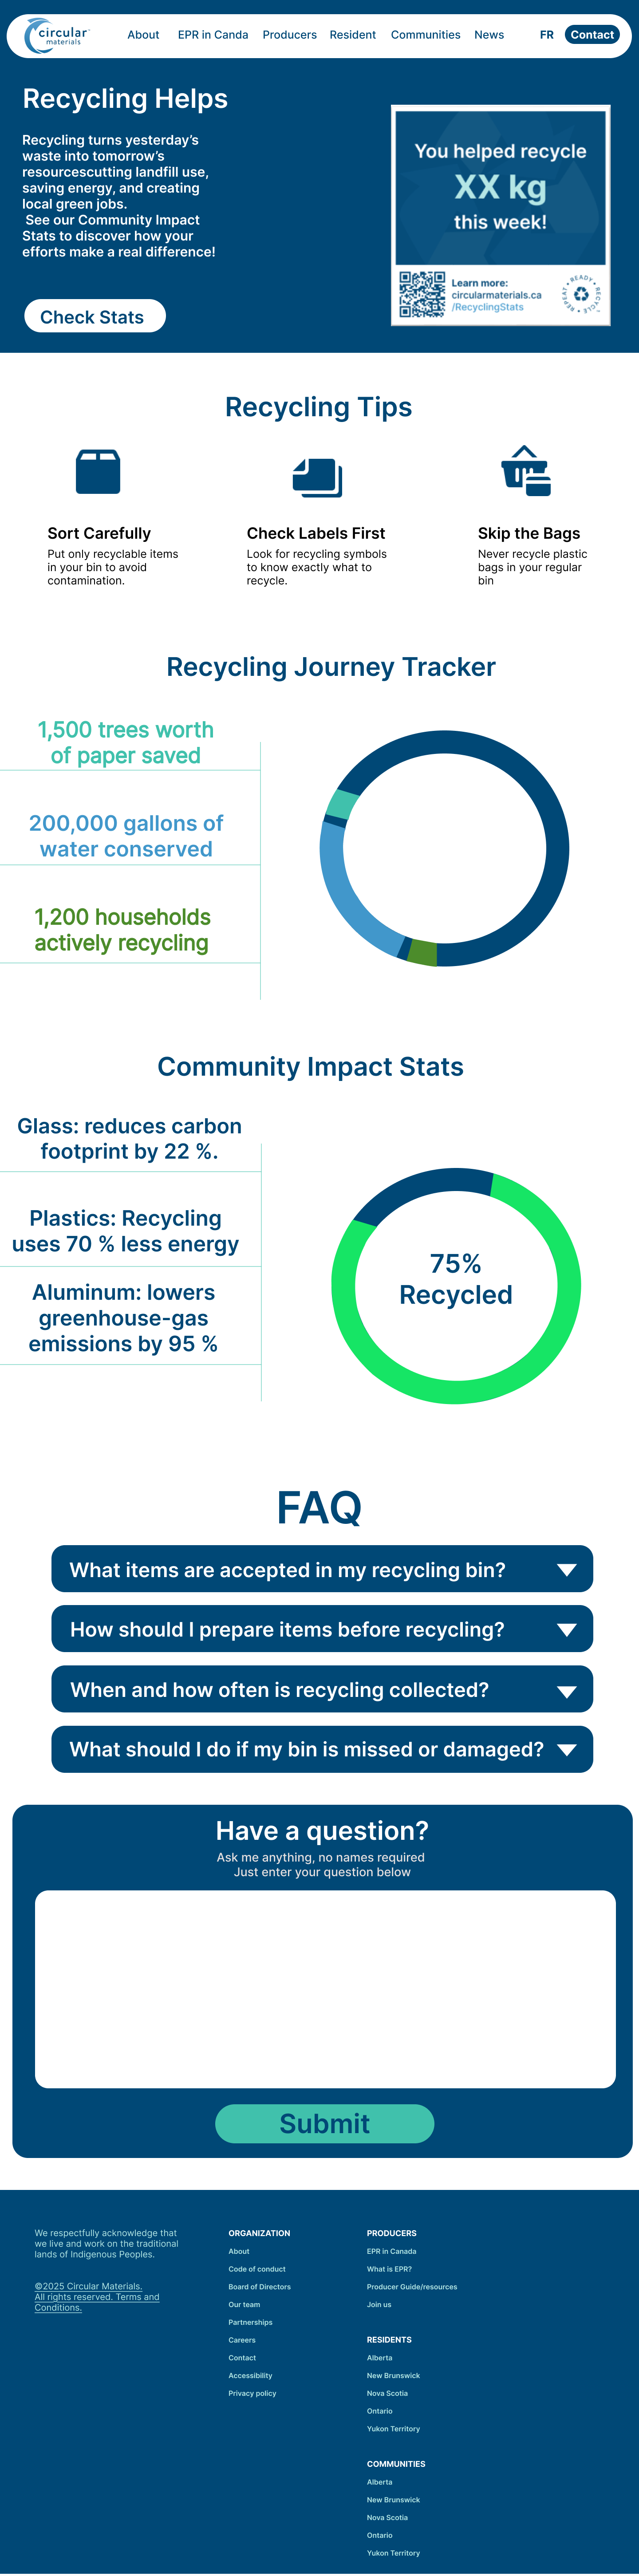 circular
materials
About EPR in Canda Producers Resident Communities News FR Contact
Recycling Helps
Recycling turns yesterday's
waste into tomorrow's
resourcescutting landfill use,
saving energy, and creating
local green jobs.
See our Community Impact
Stats to discover how your
efforts make a real difference!
Check Stats
You helped recycle
XX kg
this week!
Learn more:
circularmaterials.ca
/RecyclingStats
READY • RECYCLE • REPEAT •
Recycling Tips
Sort Carefully
Put only recyclable items
in your bin to avoid
contamination.
Check Labels First
Look for recycling symbols
to know exactly what to
recycle.
Skip the Bags
Never recycle plastic
bags in your regular
bin
Recycling Journey Tracker
1,500 trees worth
of paper saved
200,000 gallons of
water conserved
1,200 households
actively recycling
Community Impact Stats
Glass: reduces carbon
footprint by 22 %.
Plastics: Recycling
uses 70 % less energy
Aluminum: lowers
greenhouse-gas
emissions by 95 %
75%
Recycled
FAQ
What items are accepted in my recycling bin?
How should I prepare items before recycling?
When and how often is recycling collected?
What should I do if my bin is missed or damaged?
Have a question?
Ask me anything, no names required
Just enter your question below
Submit
We respectfully acknowledge that
we live and work on the traditional
lands of Indigenous Peoples.
©2025 Circular Materials.
All rights reserved. Terms and
Conditions.
ORGANIZATION
About
Code of conduct
Board of Directors
Our team
Partnerships
Careers
Contact
Accessibility
Privacy policy
PRODUCERS
EPR in Canada
What is EPR?
Producer Guide/resources
Join us
RESIDENTS
Alberta
New Brunswick
Nova Scotia
Ontario
Yukon Territory
COMMUNITIES
Alberta
New Brunswick
Nova Scotia
Ontario
Yukon Territory